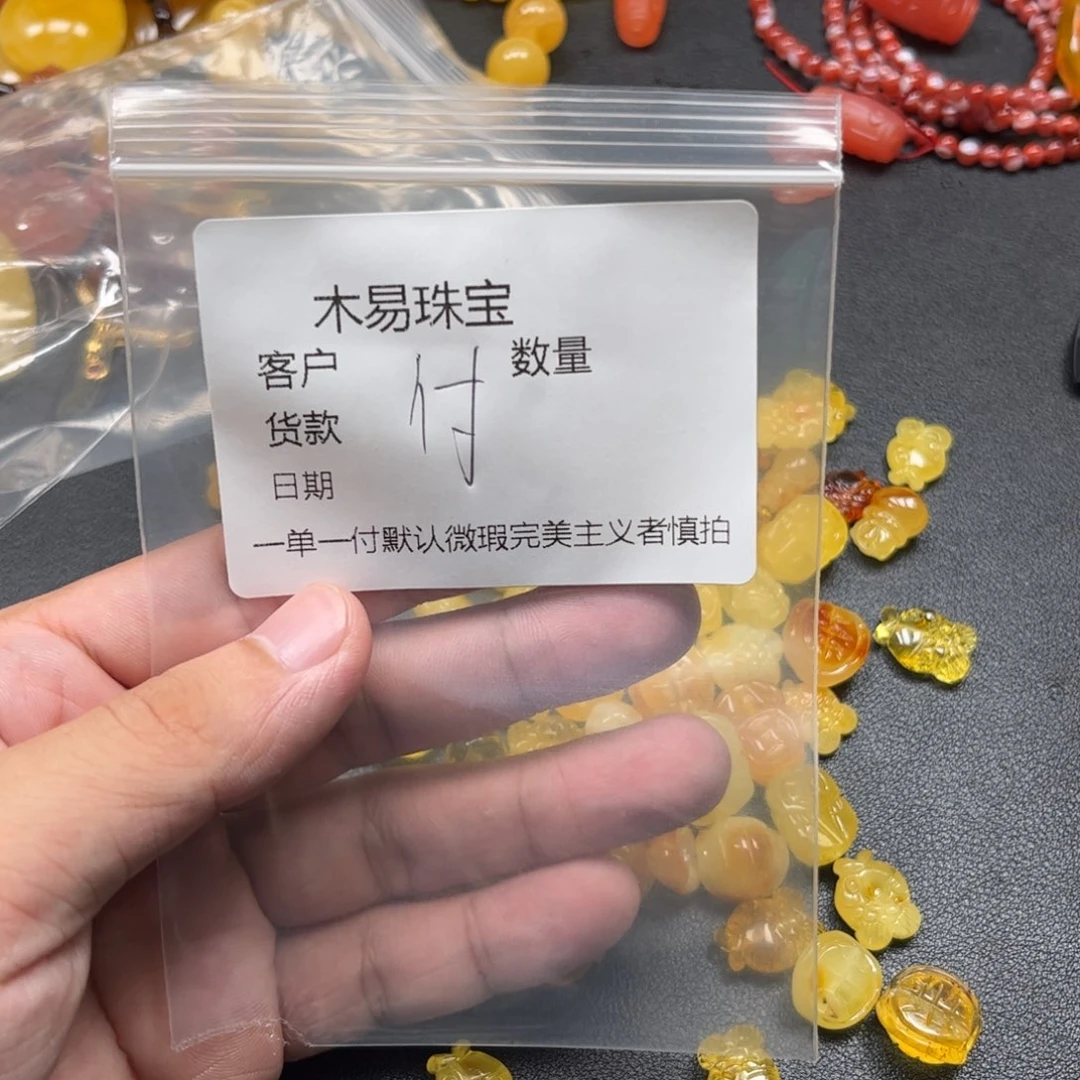 木易珠宝
客户 数量
货款 付
日期
一单一付默认微瑕完美主义者慎拍